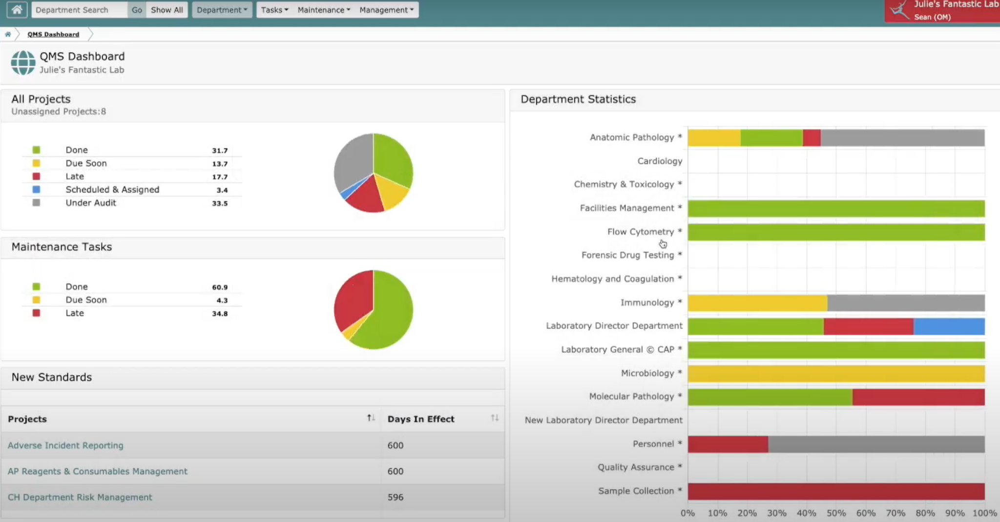 Department Search Go Show All Department Tasks Maintenance Management
Julie's Fantastic Lab
Sean (OM)
QMS Dashboard
QMS Dashboard
Julie's Fantastic Lab
All Projects
Unassigned Projects:8
Done 31.7
Due Soon 13.7
Late 17.7
Scheduled & Assigned 3.4
Under Audit 33.5
Maintenance Tasks
Done 60.9
Due Soon 4.3
Late 34.8
New Standards
Projects Days In Effect
Adverse Incident Reporting 600
AP Reagents & Consumables Management 600
CH Department Risk Management 596
Department Statistics
Anatomic Pathology *
Cardiology
Chemistry & Toxicology *
Facilities Management *
Flow Cytometry *
Forensic Drug Testing *
Hematology and Coagulation *
Immunology *
Laboratory Director Department
Laboratory General © CAP *
Microbiology *
Molecular Pathology *
New Laboratory Director Department
Personnel *
Quality Assurance *
Sample Collection *
0% 10% 20% 30% 40% 50% 60% 70% 80% 90% 100%